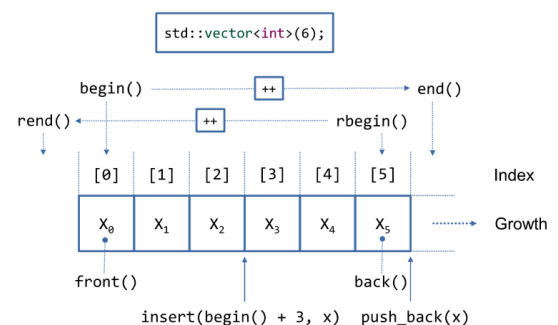 std::vector<int>(6);
begin() ++ end()
rend() ++ rbegin()
[0] [1] [2] [3] [4] [5] Index
X₀ X₁ X₂ X₃ X₄ X₅ Growth
front() back()
insert(begin() + 3, x) push_back(x)